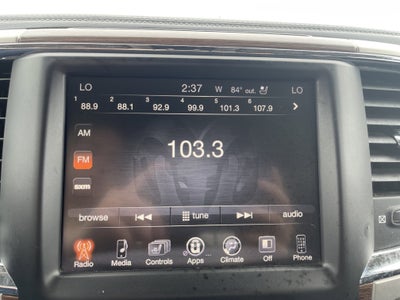 LO 2:37 W 84° out. LO
1 88.9 2 88.1 3 92.9 4 99.9 5 101.3 6 107.9
AM
103.3
FM
sxm
browse tune audio
Radio Media Controls Apps Climate Off Phone